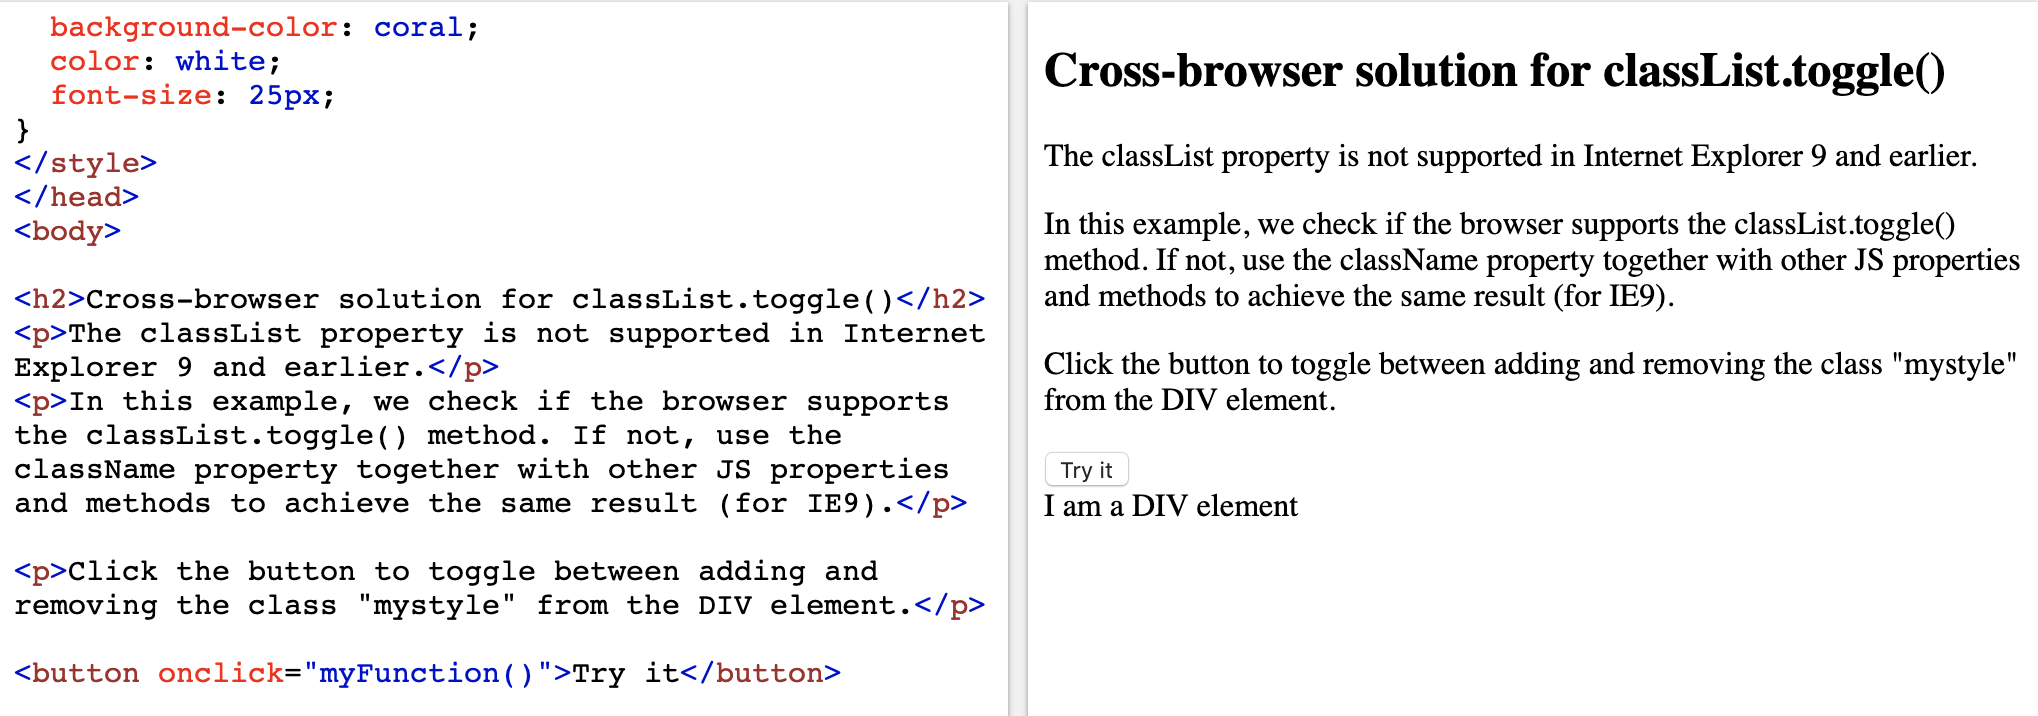 background-color: coral;
color: white;
font-size: 25px;
}
</style>
</head>
<body>
<h2>Cross-browser solution for classList.toggle()</h2>
<p>The classList property is not supported in Internet
Explorer 9 and earlier.</p>
<p>In this example, we check if the browser supports
the classList.toggle() method. If not, use the
className property together with other JS properties
and methods to achieve the same result (for IE9).</p>
<p>Click the button to toggle between adding and
removing the class "mystyle" from the DIV element.</p>
<button onclick="myFunction()">Try it</button>
Cross-browser solution for classList.toggle()
The classList property is not supported in Internet Explorer 9 and earlier.
In this example, we check if the browser supports the classList.toggle()
method. If not, use the className property together with other JS properties
and methods to achieve the same result (for IE9).
Click the button to toggle between adding and removing the class "mystyle"
from the DIV element.
Try it
I am a DIV element